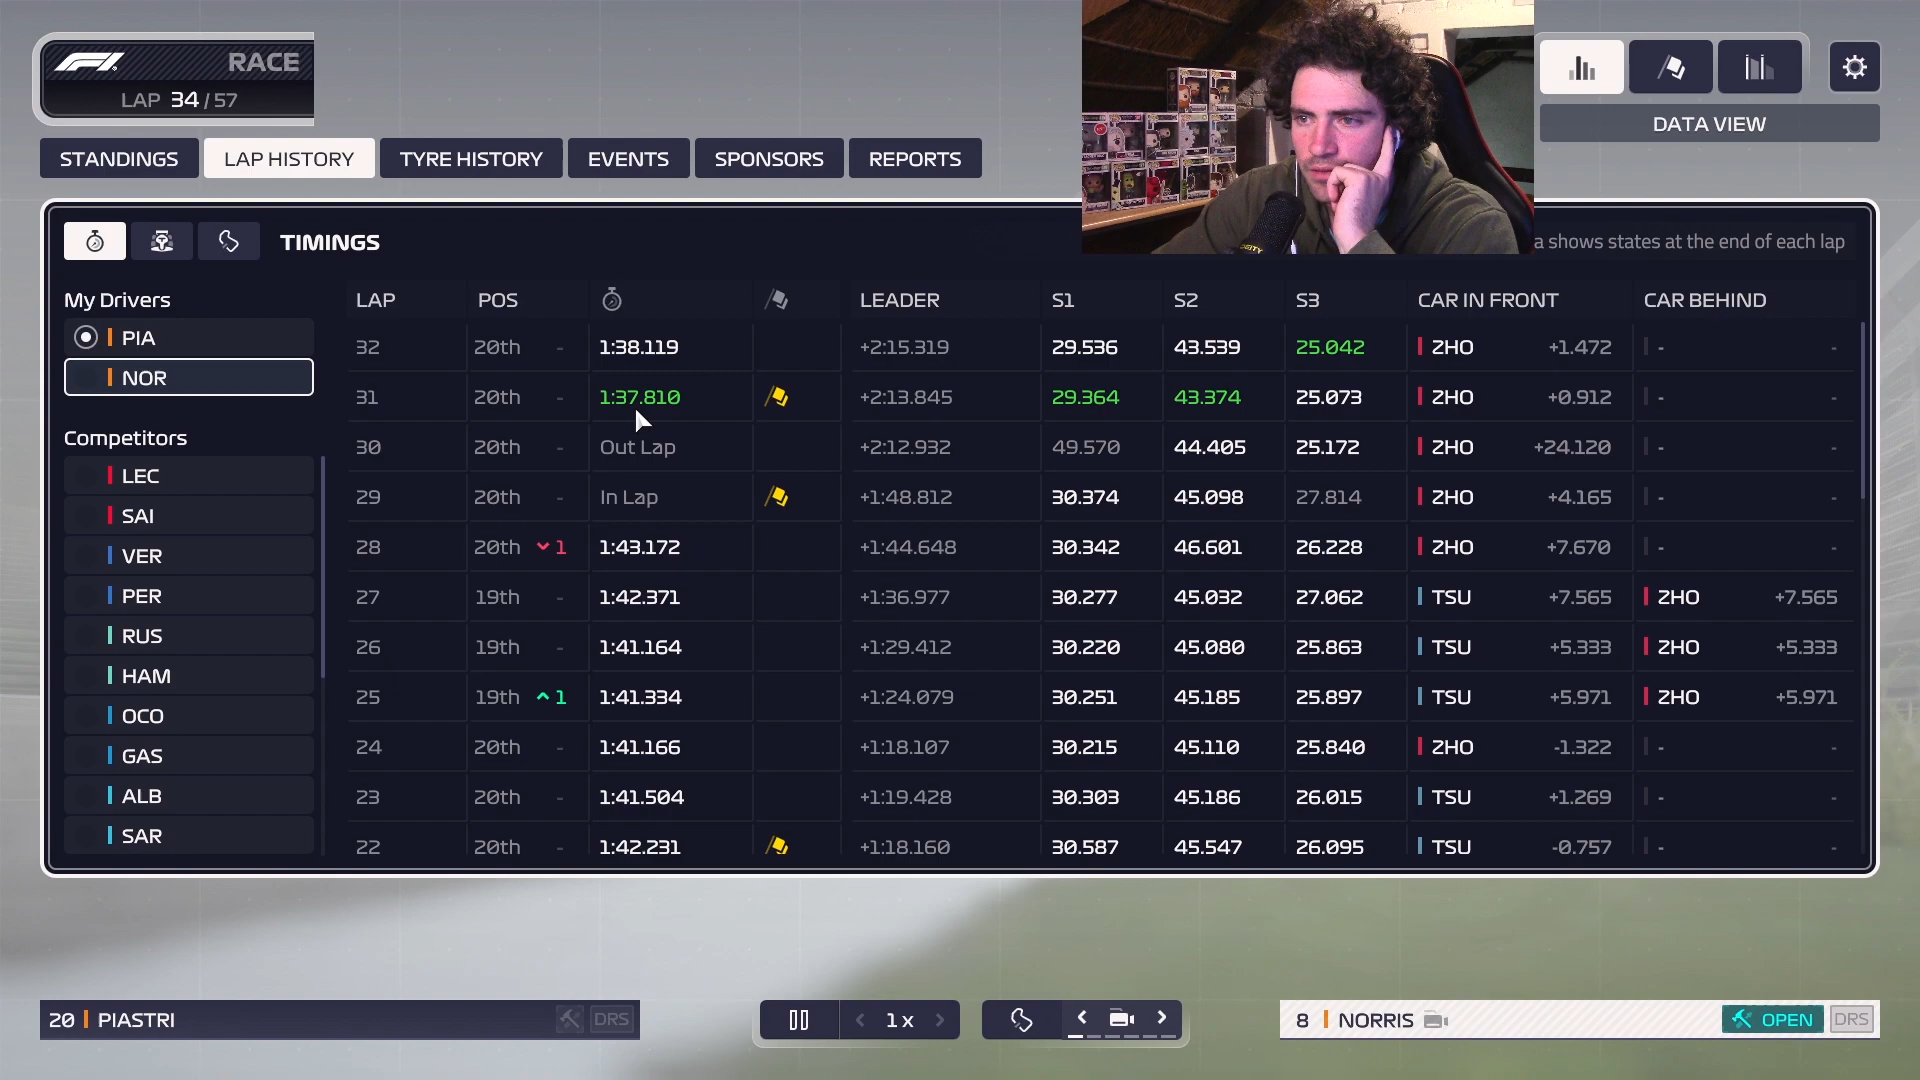 F1 RACE
LAP 34 / 57
DATA VIEW
STANDINGS LAP HISTORY TYRE HISTORY EVENTS SPONSORS REPORTS
TIMINGS
a shows states at the end of each lap
My Drivers
PIA
NOR
Competitors
LEC
SAI
VER
PER
RUS
HAM
OCO
GAS
ALB
SAR
LAP POS LEADER S1 S2 S3 CAR IN FRONT CAR BEHIND
32 20th - 1:38.119 +2:15.319 29.536 43.539 25.042 ZHO +1.472 - -
31 20th - 1:37.810 +2:13.845 29.364 43.374 25.073 ZHO +0.912 - -
30 20th - Out Lap +2:12.932 49.570 44.405 25.172 ZHO +24.120 - -
29 20th - In Lap +1:48.812 30.374 45.098 27.814 ZHO +4.165 - -
28 20th 1 1:43.172 +1:44.648 30.342 46.601 26.228 ZHO +7.670 - -
27 19th - 1:42.371 +1:36.977 30.277 45.032 27.062 TSU +7.565 ZHO +7.565
26 19th - 1:41.164 +1:29.412 30.220 45.080 25.863 TSU +5.333 ZHO +5.333
25 19th 1 1:41.334 +1:24.079 30.251 45.185 25.897 TSU +5.971 ZHO +5.971
24 20th - 1:41.166 +1:18.107 30.215 45.110 25.840 ZHO -1.322 - -
23 20th - 1:41.504 +1:19.428 30.303 45.186 26.015 TSU +1.269 - -
22 20th - 1:42.231 +1:18.160 30.587 45.547 26.095 TSU -0.757 - -
20 PIASTRI DRS
1x
8 NORRIS OPEN DRS